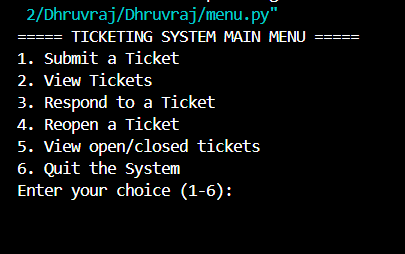 2/Dhruvraj/Dhruvraj/menu.py"
===== TICKETING SYSTEM MAIN MENU =====
1. Submit a Ticket
2. View Tickets
3. Respond to a Ticket
4. Reopen a Ticket
5. View open/closed tickets
6. Quit the System
Enter your choice (1-6):